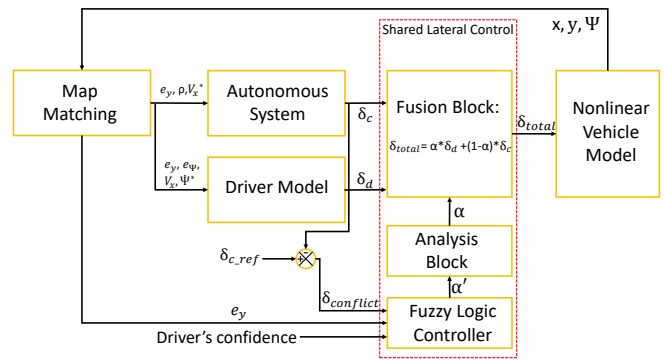 Shared Lateral Control
x, y, Ψ
Map
Matching
e_y, ρ,V_x*
Autonomous
System
δ_c
Fusion Block:
δ_total= α*δ_d +(1-α)*δ_c
δ_total
Nonlinear
Vehicle
Model
e_y, e_Ψ,
V_x, Ψ̇*
Driver Model
δ_d
α
δ_c_ref
+
-
Analysis
Block
δ_conflict
α′
e_y
Fuzzy Logic
Controller
Driver's confidence